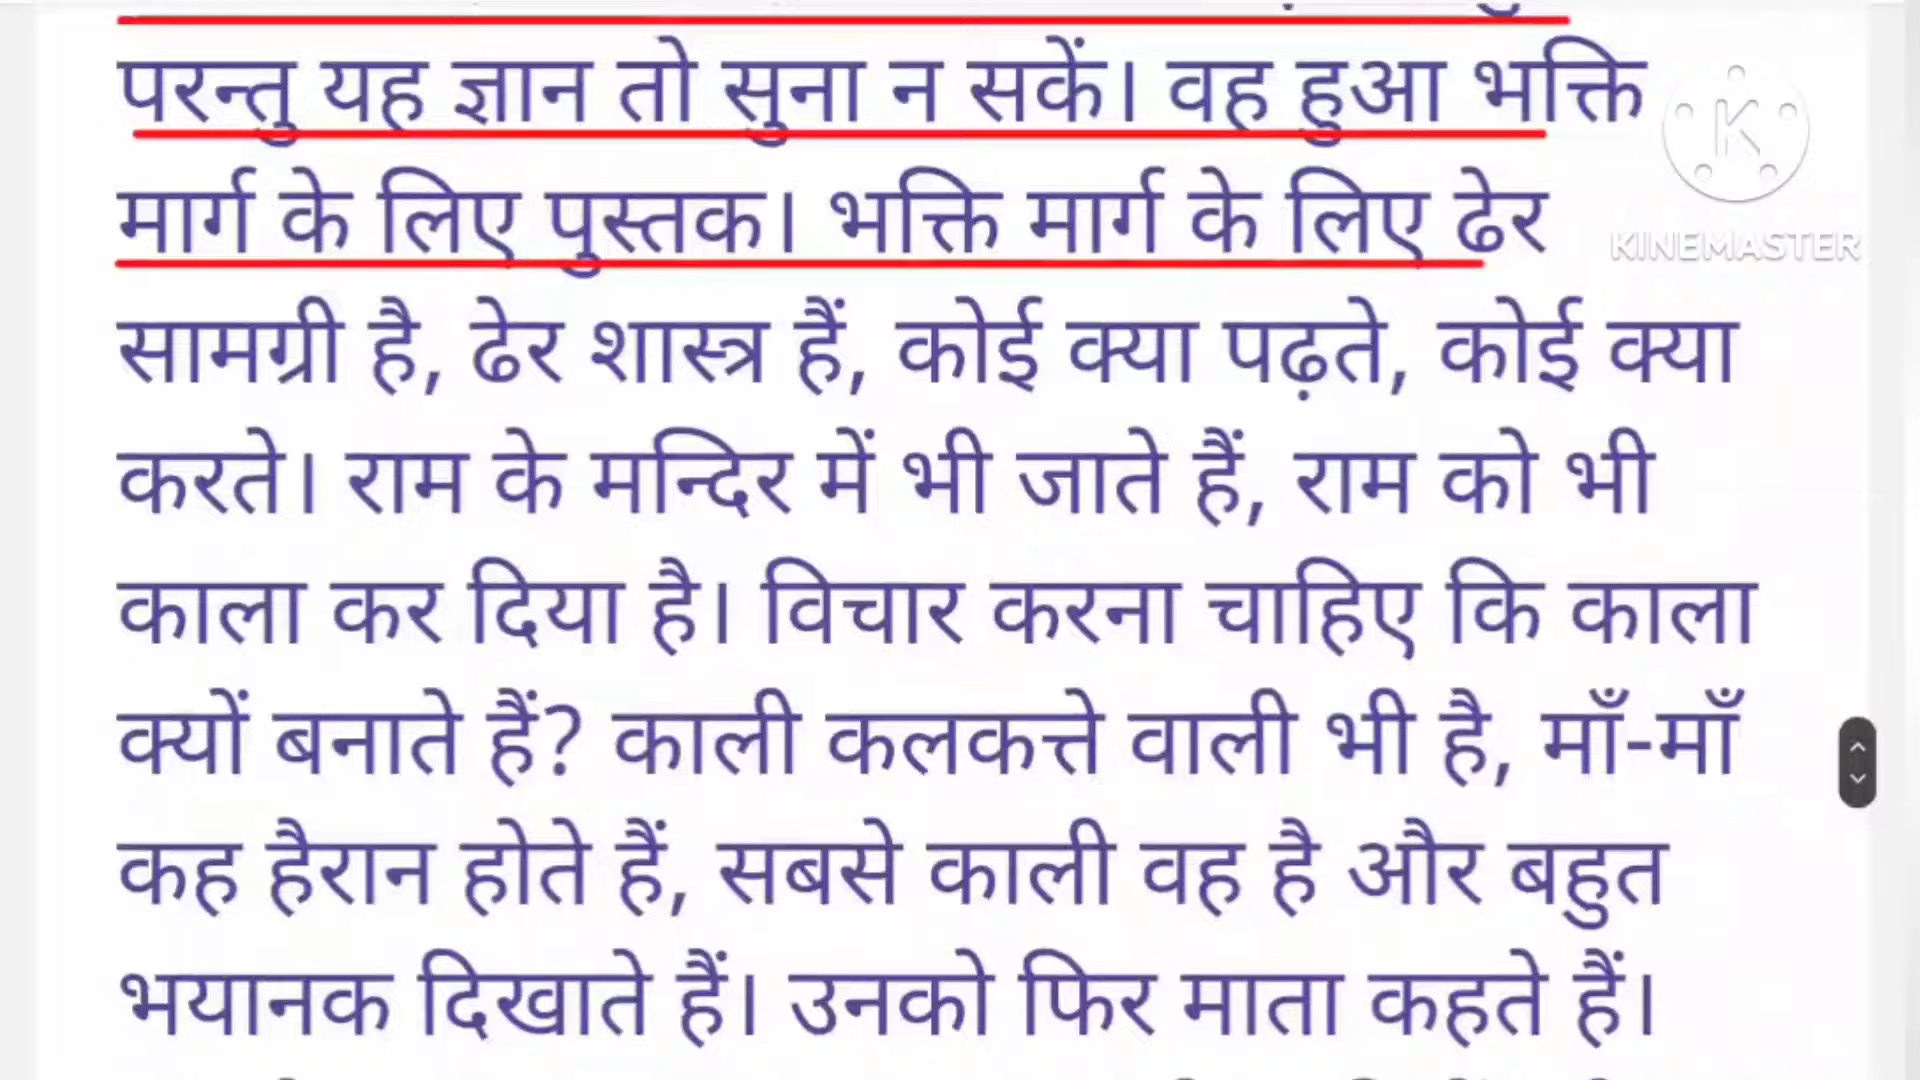 परन्तु यह ज्ञान तो सुना न सकें। वह हुआ भक्ति
मार्ग के लिए पुस्तक। भक्ति मार्ग के लिए ढेर
सामग्री है, ढेर शास्त्र हैं, कोई क्या पढ़ते, कोई क्या
करते। राम के मन्दिर में भी जाते हैं, राम को भी
काला कर दिया है। विचार करना चाहिए कि काला
क्यों बनाते हैं? काली कलकत्ते वाली भी है, माँ-माँ
कह हैरान होते हैं, सबसे काली वह है और बहुत
भयानक दिखाते हैं। उनको फिर माता कहते हैं।
K
KINEMASTER